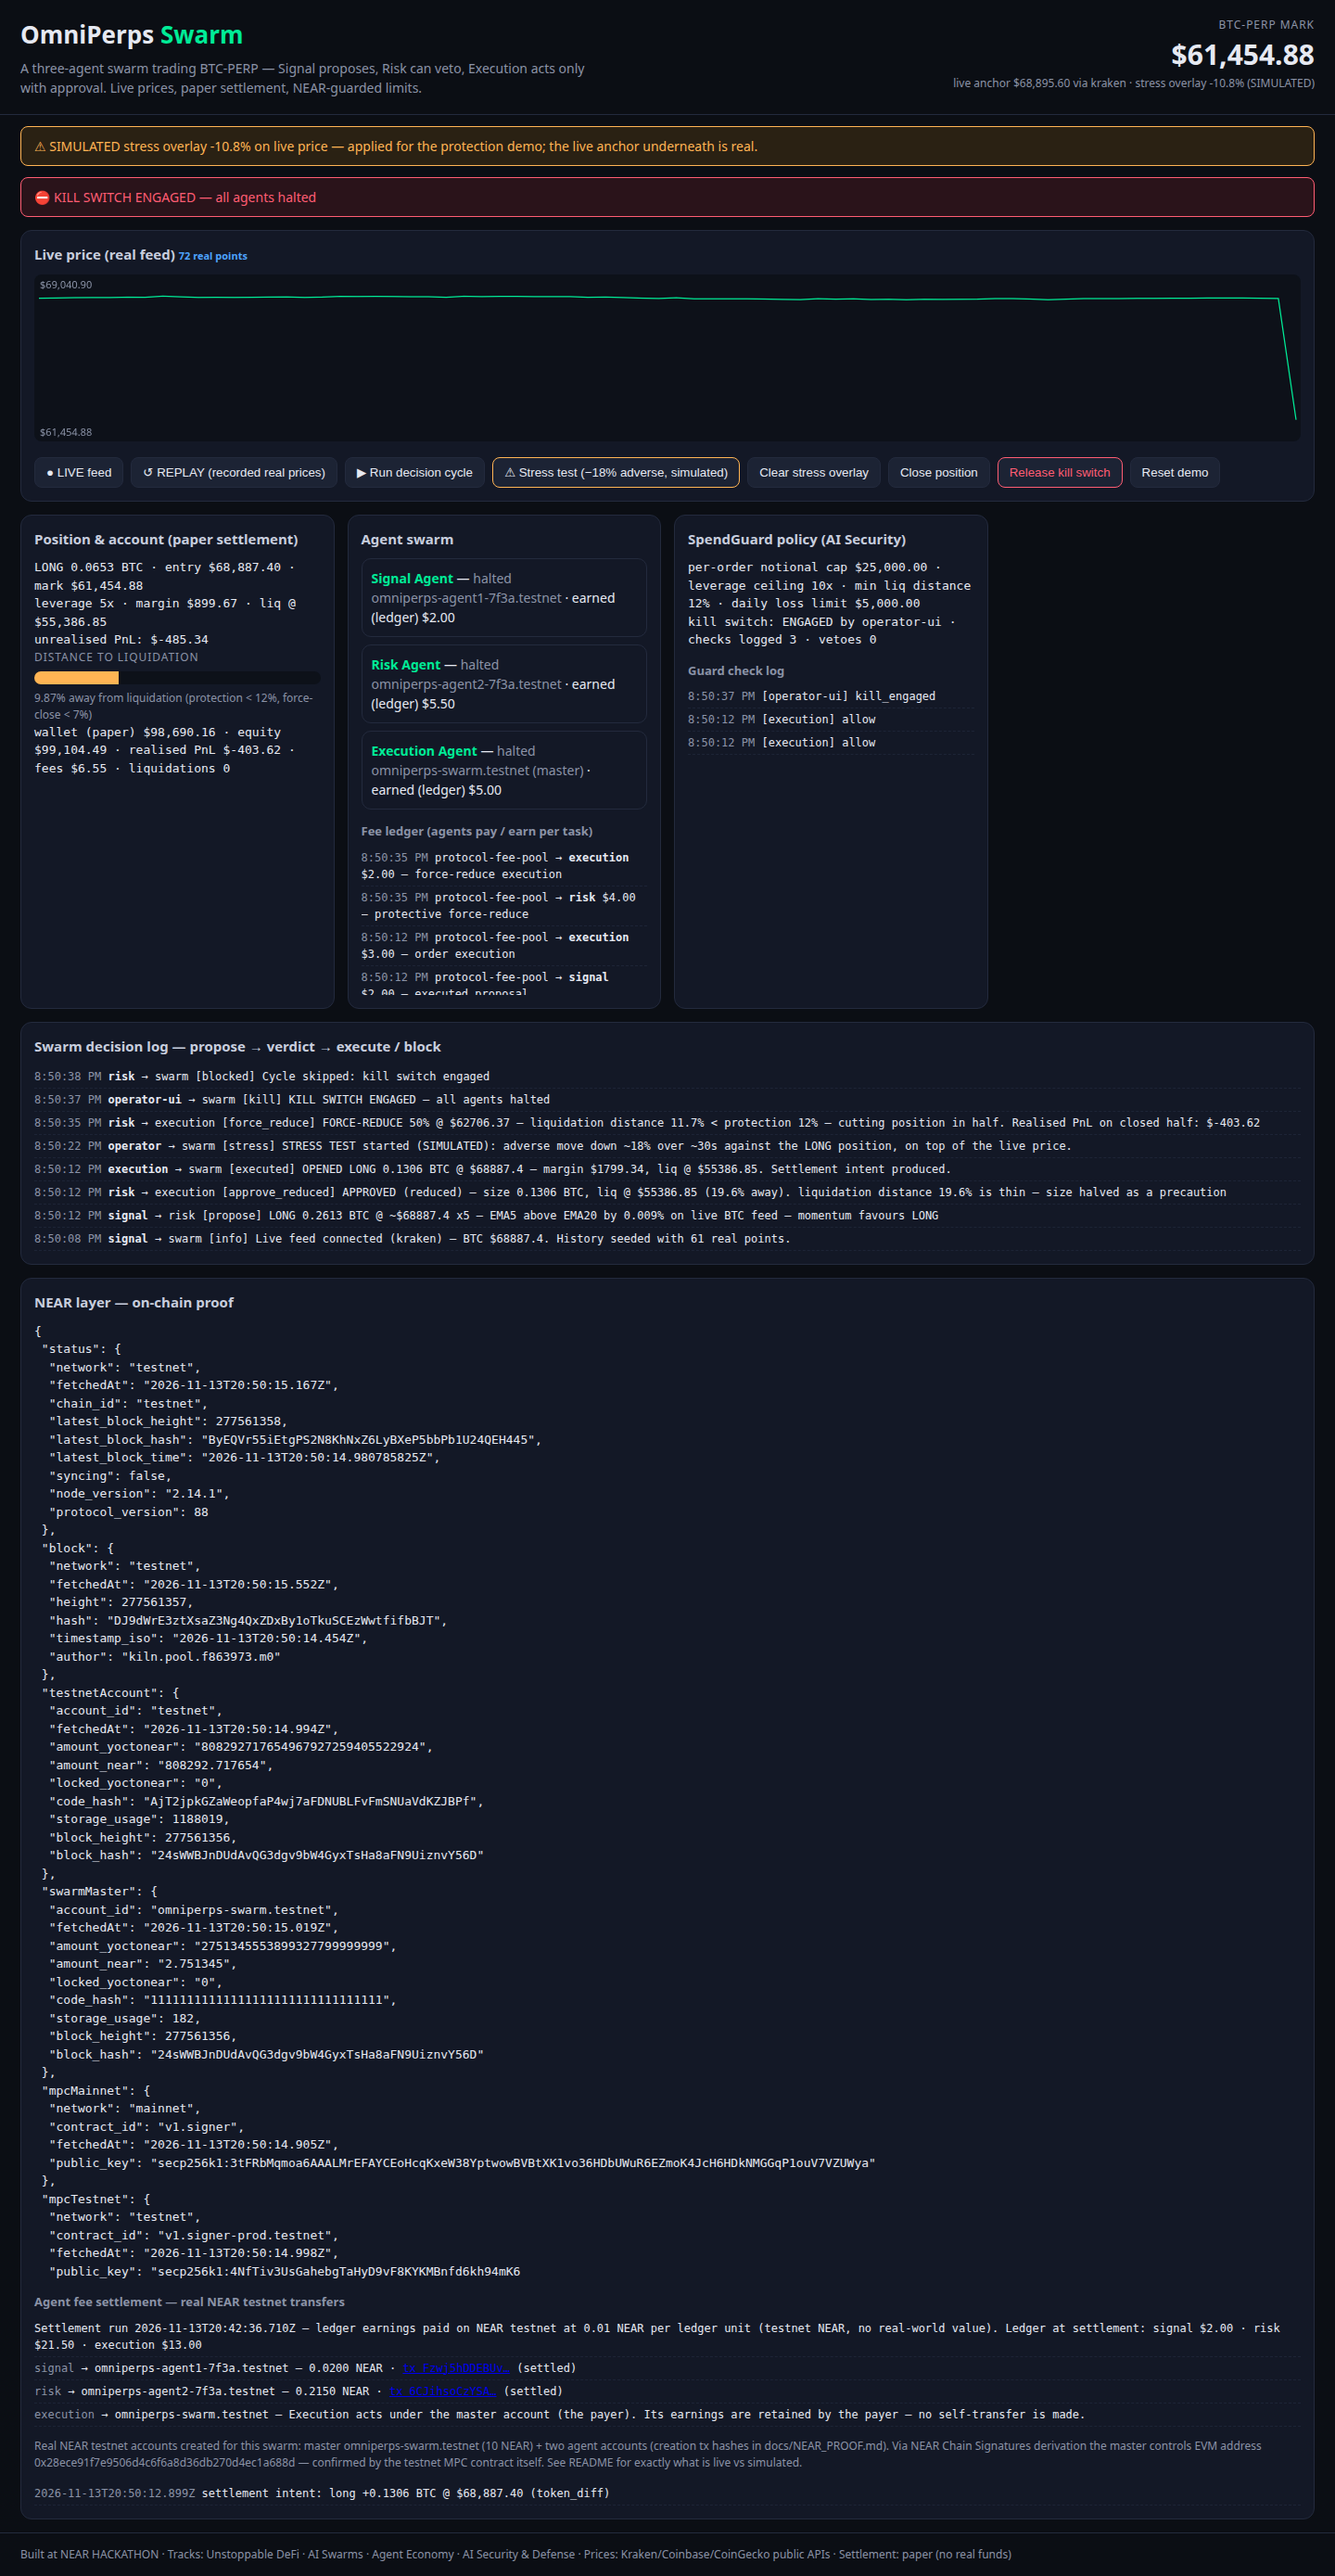 OmniPerps Swarm
A three-agent swarm trading BTC-PERP — Signal proposes, Risk can veto, Execution acts only
with approval. Live prices, paper settlement, NEAR-guarded limits.
BTC-PERP MARK
$61,454.88
live anchor $68,895.60 via kraken · stress overlay -10.8% (SIMULATED)
⚠ SIMULATED stress overlay -10.8% on live price — applied for the protection demo; the live anchor underneath is real.
⛔ KILL SWITCH ENGAGED — all agents halted
Live price (real feed) 72 real points
$69,040.90
$61,454.88
● LIVE feed
↺ REPLAY (recorded real prices)
▶ Run decision cycle
⚠ Stress test (−18% adverse, simulated)
Clear stress overlay
Close position
Release kill switch
Reset demo
Position & account (paper settlement)
LONG 0.0653 BTC · entry $68,887.40 ·
mark $61,454.88
leverage 5x · margin $899.67 · liq @
$55,386.85
unrealised PnL: $-485.34
DISTANCE TO LIQUIDATION
9.87% away from liquidation (protection < 12%, force-
close < 7%)
wallet (paper) $98,690.16 · equity
$99,104.49 · realised PnL $-403.62 ·
fees $6.55 · liquidations 0
Agent swarm
Signal Agent — halted
omniperps-agent1-7f3a.testnet · earned
(ledger) $2.00
Risk Agent — halted
omniperps-agent2-7f3a.testnet · earned
(ledger) $5.50
Execution Agent — halted
omniperps-swarm.testnet (master) ·
earned (ledger) $5.00
Fee ledger (agents pay / earn per task)
8:50:35 PM protocol-fee-pool → execution
$2.00 — force-reduce execution
8:50:35 PM protocol-fee-pool → risk $4.00
— protective force-reduce
8:50:12 PM protocol-fee-pool → execution
$3.00 — order execution
8:50:12 PM protocol-fee-pool → signal
$2.00 — executed proposal
SpendGuard policy (AI Security)
per-order notional cap $25,000.00 ·
leverage ceiling 10x · min liq distance
12% · daily loss limit $5,000.00
kill switch: ENGAGED by operator-ui ·
checks logged 3 · vetoes 0
Guard check log
8:50:37 PM [operator-ui] kill_engaged
8:50:12 PM [execution] allow
8:50:12 PM [execution] allow
Swarm decision log — propose → verdict → execute / block
8:50:38 PM risk → swarm [blocked] Cycle skipped: kill switch engaged
8:50:37 PM operator-ui → swarm [kill] KILL SWITCH ENGAGED — all agents halted
8:50:35 PM risk → execution [force_reduce] FORCE-REDUCE 50% @ $62706.37 — liquidation distance 11.7% < protection 12% — cutting position in half. Realised PnL on closed half: $-403.62
8:50:22 PM operator → swarm [stress] STRESS TEST started (SIMULATED): adverse move down ~18% over ~30s against the LONG position, on top of the live price.
8:50:12 PM execution → swarm [executed] OPENED LONG 0.1306 BTC @ $68887.4 — margin $1799.34, liq @ $55386.85. Settlement intent produced.
8:50:12 PM risk → execution [approve_reduced] APPROVED (reduced) — size 0.1306 BTC, liq @ $55386.85 (19.6% away). liquidation distance 19.6% is thin — size halved as a precaution
8:50:12 PM signal → risk [propose] LONG 0.2613 BTC @ ~$68887.4 x5 — EMA5 above EMA20 by 0.009% on live BTC feed — momentum favours LONG
8:50:08 PM signal → swarm [info] Live feed connected (kraken) — BTC $68887.4. History seeded with 61 real points.
NEAR layer — on-chain proof
{
"status": {
"network": "testnet",
"fetchedAt": "2026-11-13T20:50:15.167Z",
"chain_id": "testnet",
"latest_block_height": 277561358,
"latest_block_hash": "ByEQVr55iEtgPS2N8KhNxZ6LyBXeP5bbPb1U24QEH445",
"latest_block_time": "2026-11-13T20:50:14.980785825Z",
"syncing": false,
"node_version": "2.14.1",
"protocol_version": 88
},
"block": {
"network": "testnet",
"fetchedAt": "2026-11-13T20:50:15.552Z",
"height": 277561357,
"hash": "DJ9dWrE3ztXsaZ3Ng4QxZDxBy1oTkuSCEzWwtfifbBJT",
"timestamp_iso": "2026-11-13T20:50:14.454Z",
"author": "kiln.pool.f863973.m0"
},
"testnetAccount": {
"account_id": "testnet",
"fetchedAt": "2026-11-13T20:50:14.994Z",
"amount_yoctonear": "808292717654967927259405522924",
"amount_near": "808292.717654",
"locked_yoctonear": "0",
"code_hash": "AjT2jpkGZaWeopfaP4wj7aFDNUBLFvFmSNUaVdKZJBPf",
"storage_usage": 1188019,
"block_height": 277561356,
"block_hash": "24sWWBJnDUdAvQG3dgv9bW4GyxTsHa8aFN9UiznvY56D"
},
"swarmMaster": {
"account_id": "omniperps-swarm.testnet",
"fetchedAt": "2026-11-13T20:50:15.019Z",
"amount_yoctonear": "2751345553899327799999999",
"amount_near": "2.751345",
"locked_yoctonear": "0",
"code_hash": "11111111111111111111111111111111",
"storage_usage": 182,
"block_height": 277561356,
"block_hash": "24sWWBJnDUdAvQG3dgv9bW4GyxTsHa8aFN9UiznvY56D"
},
"mpcMainnet": {
"network": "mainnet",
"contract_id": "v1.signer",
"fetchedAt": "2026-11-13T20:50:14.905Z",
"public_key": "secp256k1:3tFRbMqmoa6AAALMrEFAYCEoHcqKxeW38YptwowBVBtXK1vo36HDbUWuR6EZmoK4JcH6HDkNMGGqP1ouV7VZUWya"
},
"mpcTestnet": {
"network": "testnet",
"contract_id": "v1.signer-prod.testnet",
"fetchedAt": "2026-11-13T20:50:14.998Z",
"public_key": "secp256k1:4NfTiv3UsGahebgTaHyD9vF8KYKMBnfd6kh94mK6
Agent fee settlement — real NEAR testnet transfers
Settlement run 2026-11-13T20:42:36.710Z — ledger earnings paid on NEAR testnet at 0.01 NEAR per ledger unit (testnet NEAR, no real-world value). Ledger at settlement: signal $2.00 · risk
$21.50 · execution $13.00
signal → omniperps-agent1-7f3a.testnet — 0.0200 NEAR · tx (settled)
risk → omniperps-agent2-7f3a.testnet — 0.2150 NEAR · tx (settled)
execution → omniperps-swarm.testnet — Execution acts under the master account (the payer). Its earnings are retained by the payer — no self-transfer is made.
Real NEAR testnet accounts created for this swarm: master omniperps-swarm.testnet (10 NEAR) + two agent accounts (creation tx hashes in docs/NEAR_PROOF.md). Via NEAR Chain Signatures derivation the master controls EVM address
0x28ece91f7e9506d4c6f6a8d36db270d4ec1a688d — confirmed by the testnet MPC contract itself. See README for exactly what is live vs simulated.
2026-11-13T20:50:12.899Z settlement intent: long +0.1306 BTC @ $68,887.40 (token_diff)
Built at NEAR HACKATHON · Tracks: Unstoppable DeFi · AI Swarms · Agent Economy · AI Security & Defense · Prices: Kraken/Coinbase/CoinGecko public APIs · Settlement: paper (no real funds)